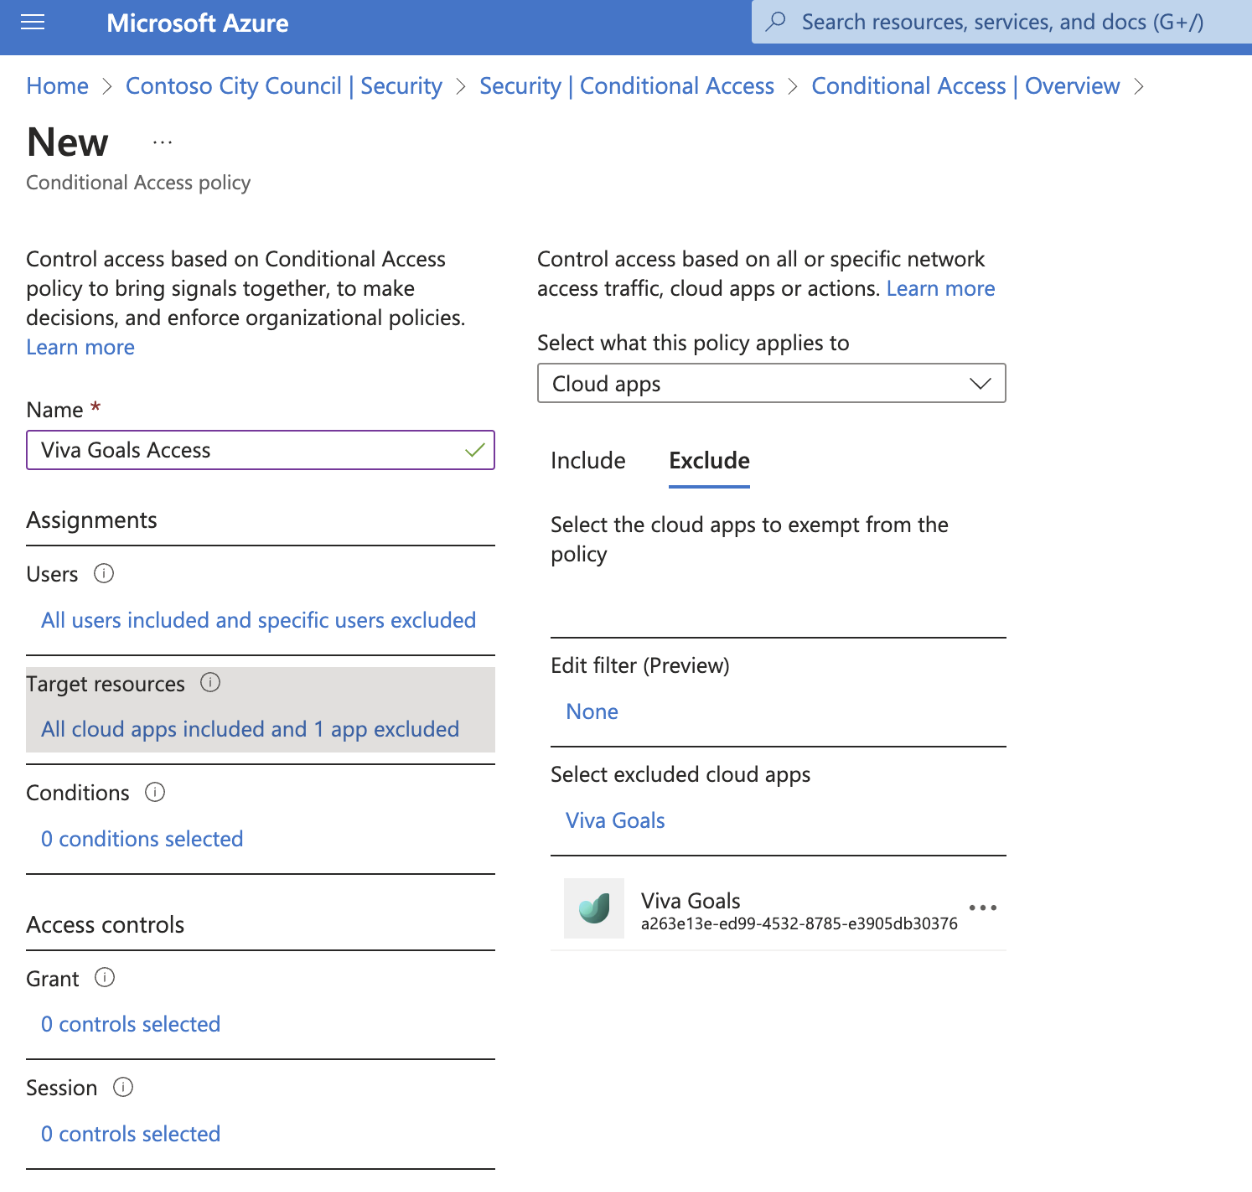 Microsoft Azure
Search resources, services, and docs (G+/)
Home > Contoso City Council | Security > Security | Conditional Access > Conditional Access | Overview >
New ...
Conditional Access policy
Control access based on Conditional Access
policy to bring signals together, to make
decisions, and enforce organizational policies.
Learn more
Name *
Viva Goals Access
Assignments
Users
All users included and specific users excluded
Target resources
All cloud apps included and 1 app excluded
Conditions
0 conditions selected
Access controls
Grant
0 controls selected
Session
0 controls selected
Control access based on all or specific network
access traffic, cloud apps or actions. Learn more
Select what this policy applies to
Cloud apps
Include Exclude
Select the cloud apps to exempt from the
policy
Edit filter (Preview)
None
Select excluded cloud apps
Viva Goals
Viva Goals
a263e13e-ed99-4532-8785-e3905db30376